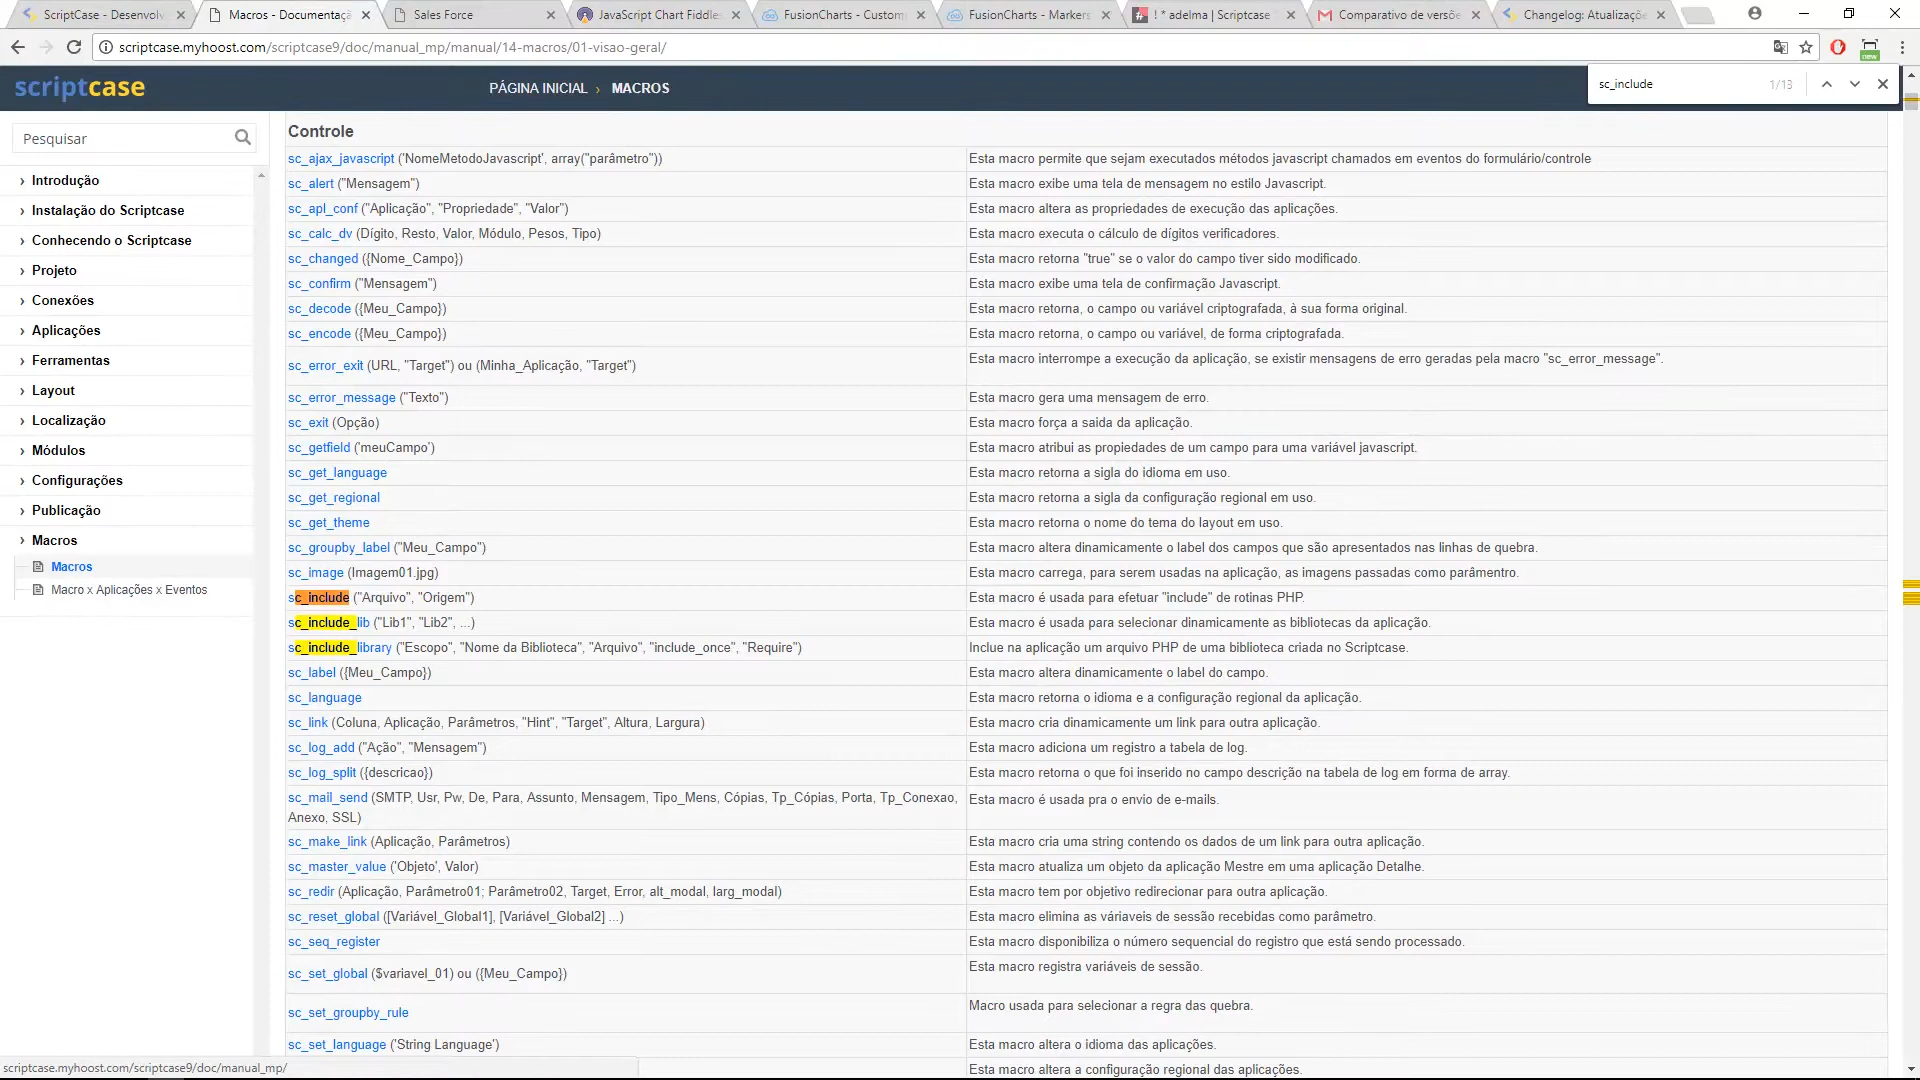 ScriptCase - Desenvolv
Macros - Documentaçã
Sales Force
JavaScript Chart Fiddles
FusionCharts - Custom
FusionCharts - Markers
! * adelma | Scriptcase
Comparativo de versõe
Changelog: Atualizaçõe
scriptcase.myhoost.com/scriptcase9/doc/manual_mp/manual/14-macros/01-visao-geral/
new
scriptcase
PÁGINA INICIAL › MACROS
sc_include 1/13
Pesquisar
› Introdução
› Instalação do Scriptcase
› Conhecendo o Scriptcase
› Projeto
› Conexões
› Aplicações
› Ferramentas
› Layout
› Localização
› Módulos
› Configurações
› Publicação
› Macros
Macros
Macro x Aplicações x Eventos
Controle
sc_ajax_javascript ('NomeMetodoJavascript', array("parâmetro")) Esta macro permite que sejam executados métodos javascript chamados em eventos do formulário/controle
sc_alert ("Mensagem") Esta macro exibe uma tela de mensagem no estilo Javascript.
sc_apl_conf ("Aplicação", "Propriedade", "Valor") Esta macro altera as propriedades de execução das aplicações.
sc_calc_dv (Dígito, Resto, Valor, Módulo, Pesos, Tipo) Esta macro executa o cálculo de dígitos verificadores.
sc_changed ({Nome_Campo}) Esta macro retorna "true" se o valor do campo tiver sido modificado.
sc_confirm ("Mensagem") Esta macro exibe uma tela de confirmação Javascript.
sc_decode ({Meu_Campo}) Esta macro retorna, o campo ou variável criptografada, à sua forma original.
sc_encode ({Meu_Campo}) Esta macro retorna, o campo ou variável, de forma criptografada.
sc_error_exit (URL, "Target") ou (Minha_Aplicação, "Target") Esta macro interrompe a execução da aplicação, se existir mensagens de erro geradas pela macro "sc_error_message".
sc_error_message ("Texto") Esta macro gera uma mensagem de erro.
sc_exit (Opção) Esta macro força a saida da aplicação.
sc_getfield ('meuCampo') Esta macro atribui as propiedades de um campo para uma variável javascript.
sc_get_language Esta macro retorna a sigla do idioma em uso.
sc_get_regional Esta macro retorna a sigla da configuração regional em uso.
sc_get_theme Esta macro retorna o nome do tema do layout em uso.
sc_groupby_label ("Meu_Campo") Esta macro altera dinamicamente o label dos campos que são apresentados nas linhas de quebra.
sc_image (Imagem01.jpg) Esta macro carrega, para serem usadas na aplicação, as imagens passadas como parâmentro.
sc_include ("Arquivo", "Origem") Esta macro é usada para efetuar "include" de rotinas PHP.
sc_include_lib ("Lib1", "Lib2", ...) Esta macro é usada para selecionar dinamicamente as bibliotecas da aplicação.
sc_include_library ("Escopo", "Nome da Biblioteca", "Arquivo", "include_once", "Require") Inclue na aplicação um arquivo PHP de uma biblioteca criada no Scriptcase.
sc_label ({Meu_Campo}) Esta macro altera dinamicamente o label do campo.
sc_language Esta macro retorna o idioma e a configuração regional da aplicação.
sc_link (Coluna, Aplicação, Parâmetros, "Hint", "Target", Altura, Largura) Esta macro cria dinamicamente um link para outra aplicação.
sc_log_add ("Ação", "Mensagem") Esta macro adiciona um registro a tabela de log.
sc_log_split ({descricao}) Esta macro retorna o que foi inserido no campo descrição na tabela de log em forma de array.
sc_mail_send (SMTP, Usr, Pw, De, Para, Assunto, Mensagem, Tipo_Mens, Cópias, Tp_Cópias, Porta, Tp_Conexao, Esta macro é usada pra o envio de e-mails.
Anexo, SSL)
sc_make_link (Aplicação, Parâmetros) Esta macro cria uma string contendo os dados de um link para outra aplicação.
sc_master_value ('Objeto', Valor) Esta macro atualiza um objeto da aplicação Mestre em uma aplicação Detalhe.
sc_redir (Aplicação, Parâmetro01; Parâmetro02, Target, Error, alt_modal, larg_modal) Esta macro tem por objetivo redirecionar para outra aplicação.
sc_reset_global ([Variável_Global1], [Variável_Global2] ...) Esta macro elimina as váriaveis de sessão recebidas como parâmetro.
sc_seq_register Esta macro disponibiliza o número sequencial do registro que está sendo processado.
sc_set_global ($variavel_01) ou ({Meu_Campo}) Esta macro registra variáveis de sessão.
sc_set_groupby_rule Macro usada para selecionar a regra das quebra.
sc_set_language ('String Language') Esta macro altera o idioma das aplicações.
Esta macro altera a configuração regional das aplicações.
scriptcase.myhoost.com/scriptcase9/doc/manual_mp/